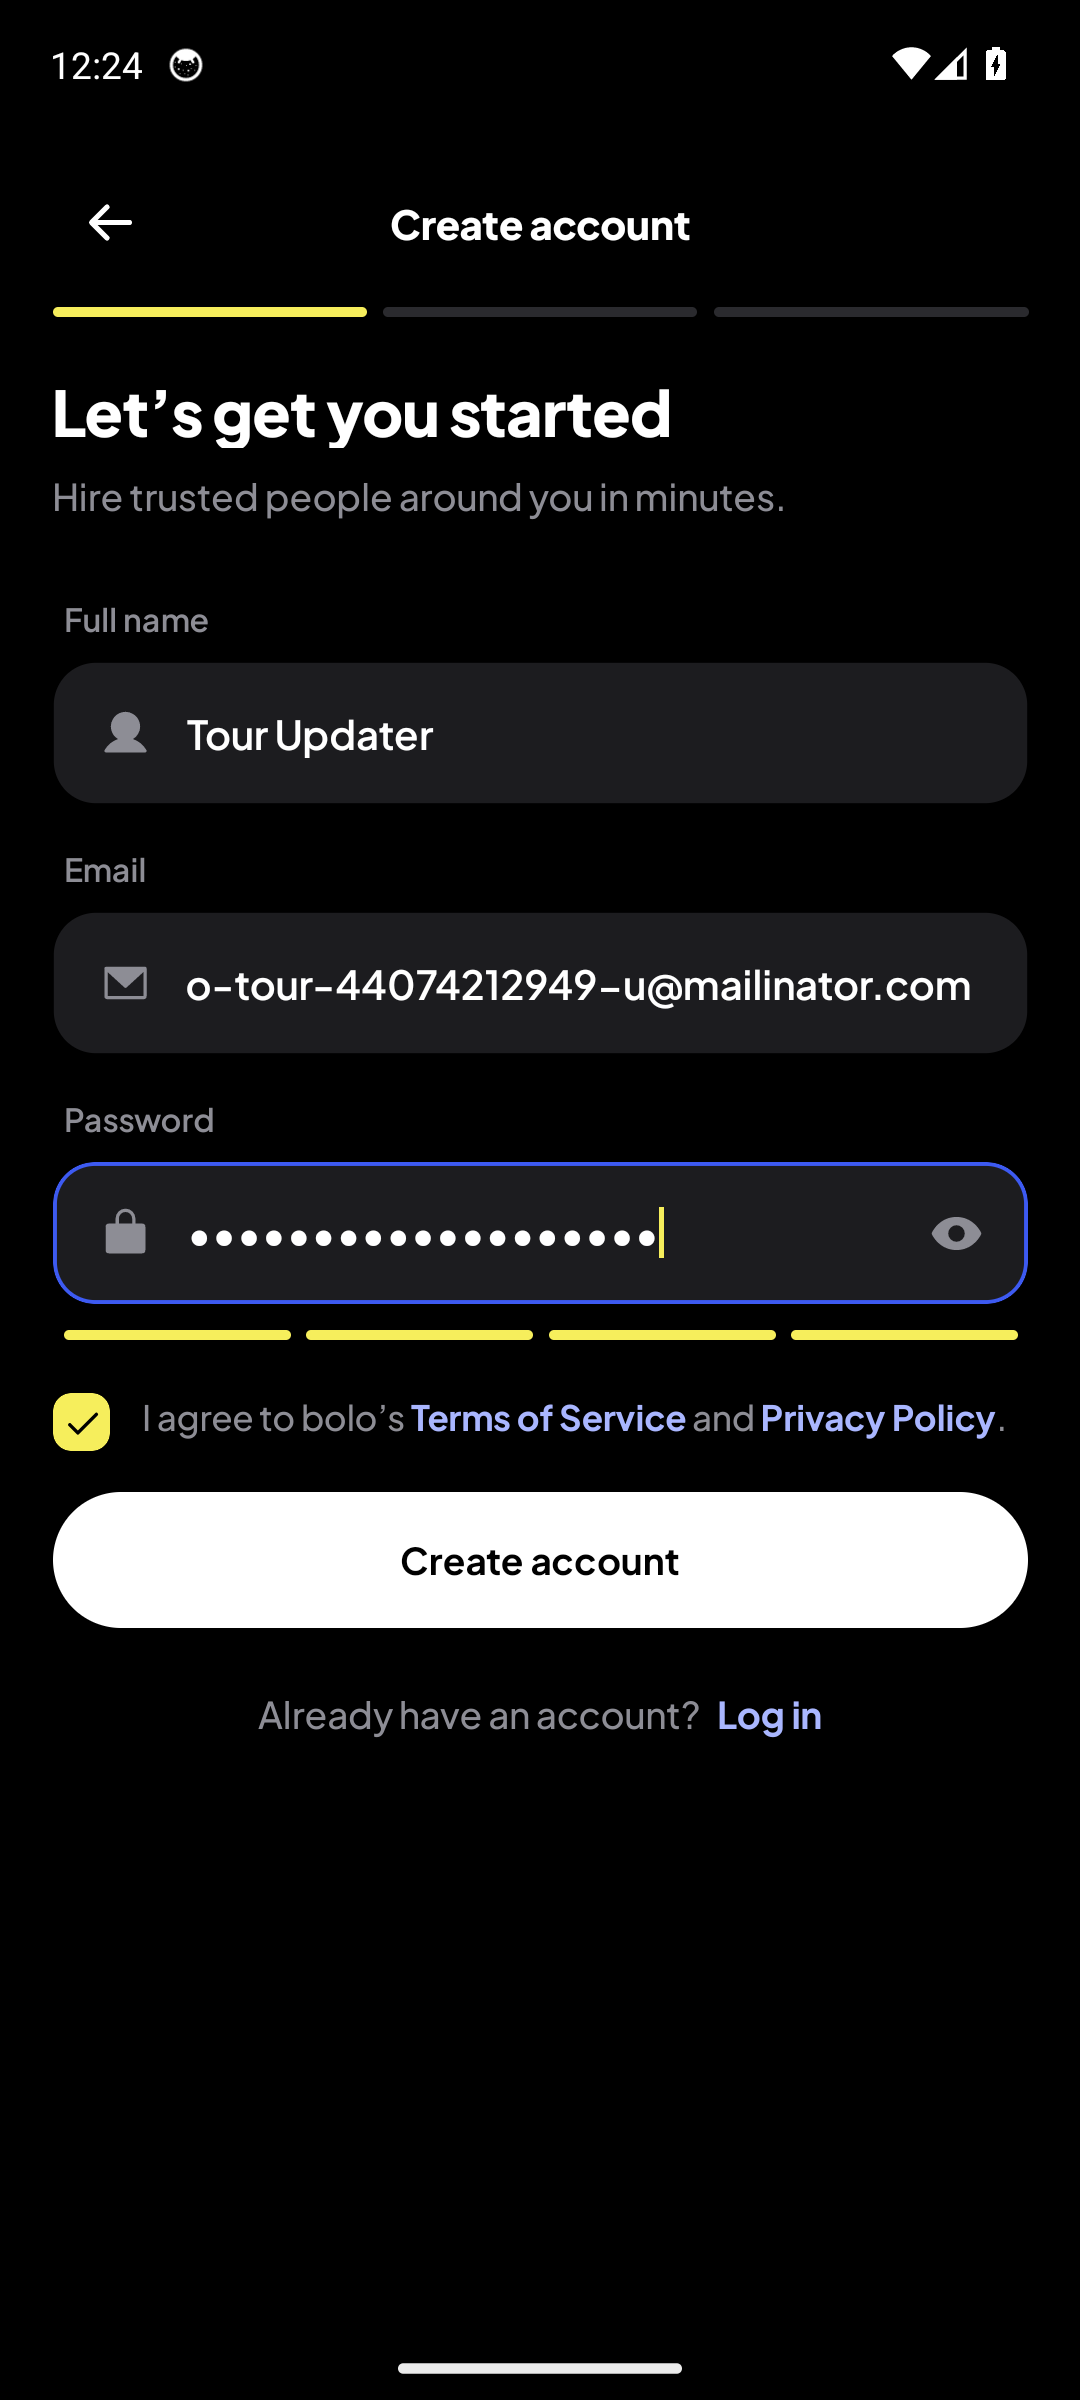 12:24
Create account
Let’s get you started
Hire trusted people around you in minutes.
Full name
Tour Updater
Email
o-tour-44074212949-u@mailinator.com
Password
•••••••••••••••••••
I agree to bolo’s Terms of Service and Privacy Policy.
Create account
Already have an account? Log in